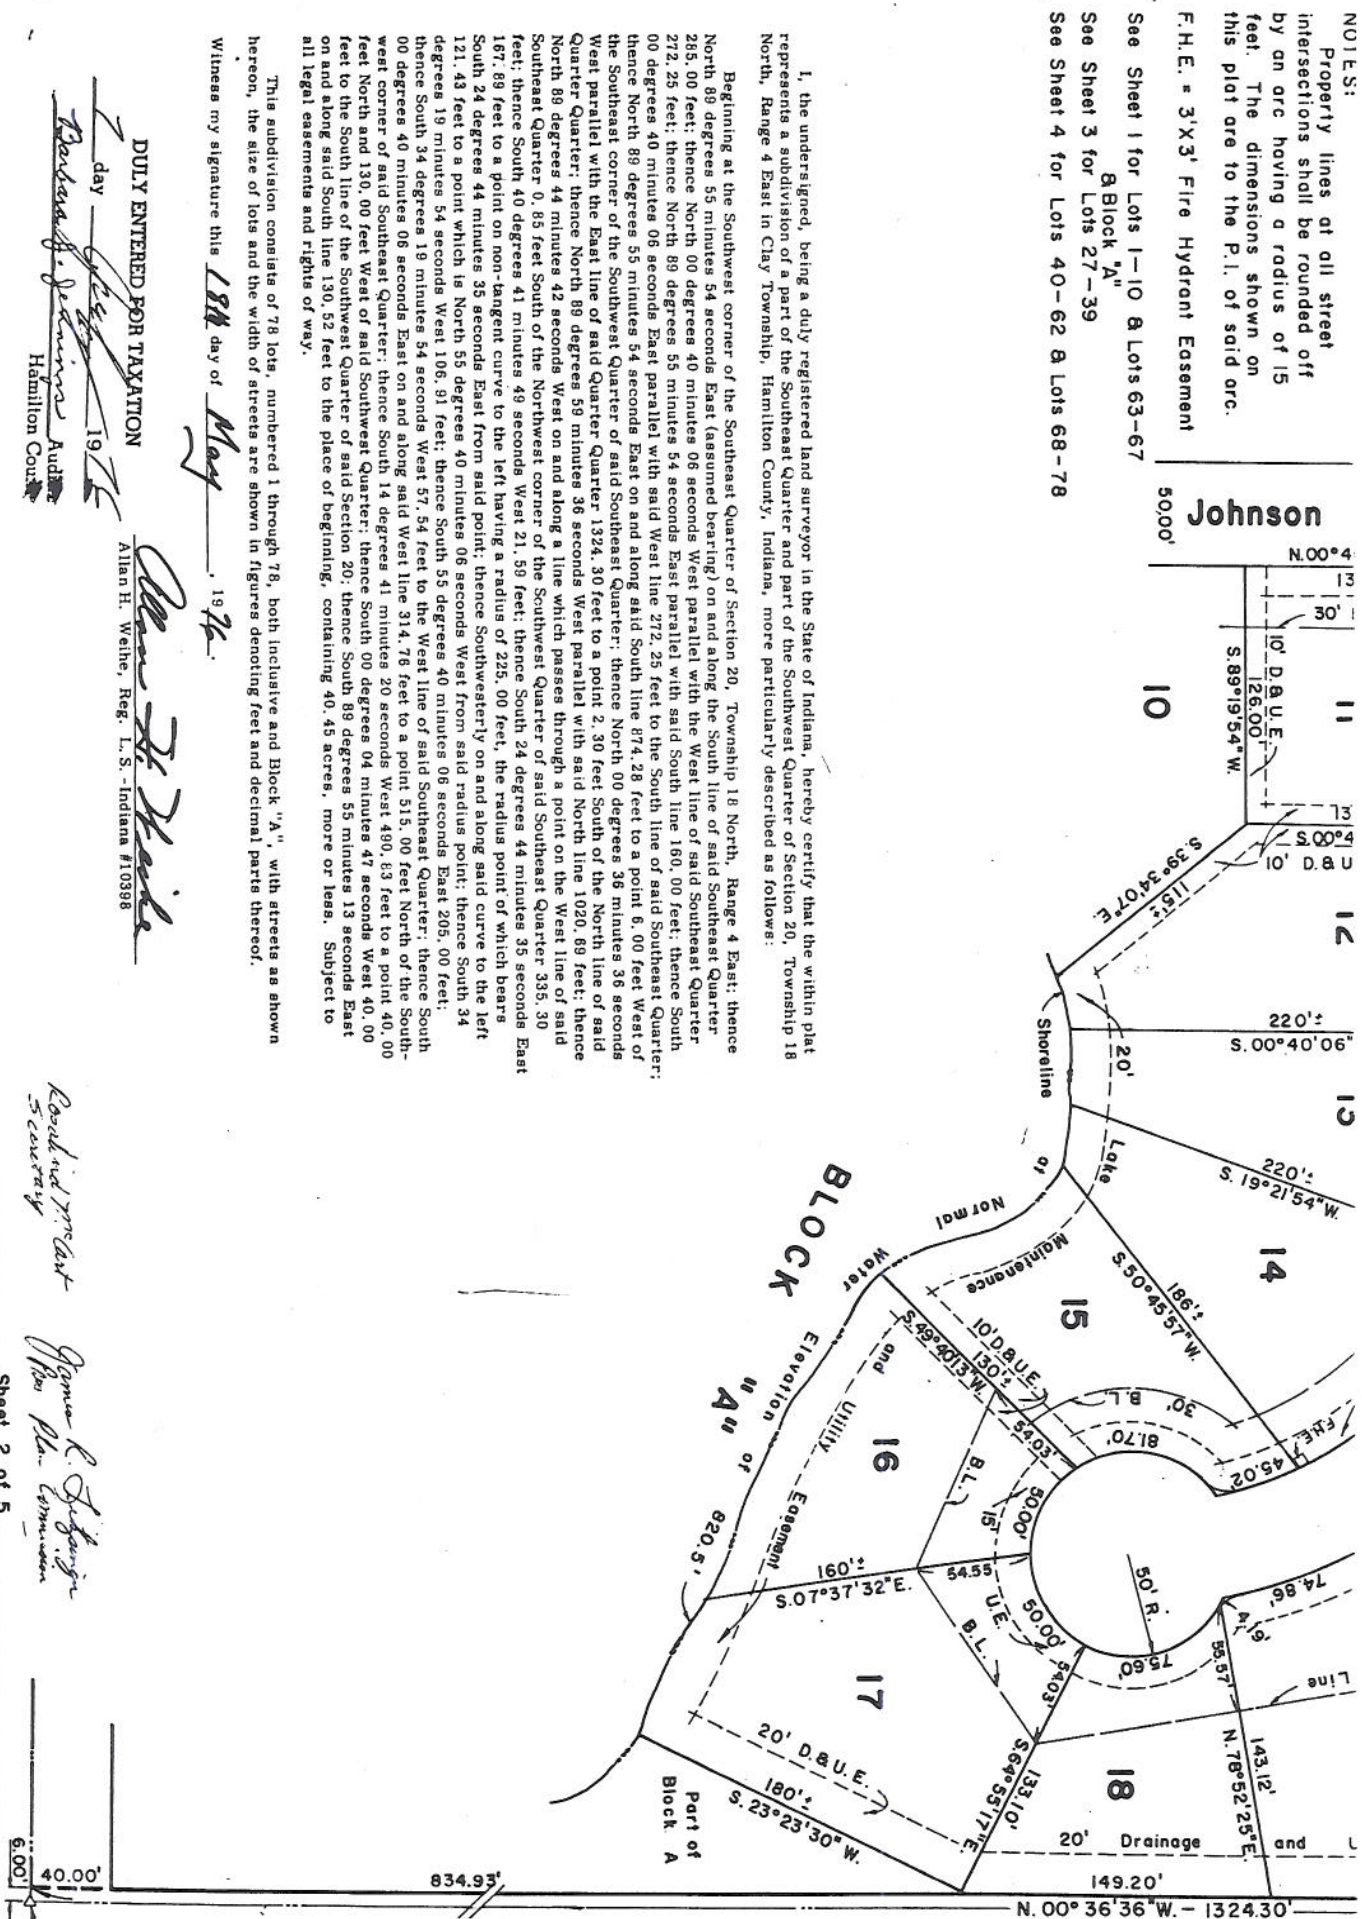 NOTES:
Property lines at all street
intersections shall be rounded off
by an arc having a radius of 15
feet. The dimensions shown on
this plat are to the P.I. of said arc.
F.H.E. = 3'X3' Fire Hydrant Easement
See Sheet 1 for Lots 1-10 & Lots 63-67
& Block "A"
See Sheet 3 for Lots 27-39
See Sheet 4 for Lots 40-62 & Lots 68-78
Johnson
50.00'
N.00°4
13
30'
10' D.& U.E.
126.00'
S.89°19'54"W.
10
11
13
S.00°4
10' D.& U
S.39°34'07"E.
115'±
12
220'±
S.00°40'06"
13
20'
Lake
Maintenance
and
Utility
Easement
Shoreline
of
Normal
Water
Elevation
of
820.5'
220'±
S.19°21'54"W.
14
186'±
S.50°45'57"W.
15
10'D.& U.E.
130'±
S.49°40'13"W.
54.03'
30'
B.L.
81.70'
F.H.E.
45.02'
BLOCK
"A"
16
B.L.
50.00'
15'
U.E.
54.55
160'±
S.07°37'32"E.
50.00'
B.L.
54.03'
50' R.
75.60'
74.86'
4.19'
55.57'
Line
17
20' D.& U.E.
180'±
S. 23°23'30" W.
Part of
Block A
133.10'
S.64°55'17"E.
18
143.12'
N.78°52'25"E.
20' Drainage and U
149.20'
N. 00°36'36"W. - 1324.30'
834.93'
40.00'
6.00'
I, the undersigned, being a duly registered land surveyor in the State of Indiana, hereby certify that the within plat
represents a subdivision of a part of the Southeast Quarter and part of the Southwest Quarter of Section 20, Township 18
North, Range 4 East in Clay Township, Hamilton County, Indiana, more particularly described as follows:
Beginning at the Southwest corner of the Southeast Quarter of Section 20, Township 18 North, Range 4 East; thence
North 89 degrees 55 minutes 54 seconds East (assumed bearing) on and along the South line of said Southeast Quarter
285.00 feet; thence North 00 degrees 40 minutes 06 seconds West parallel with the West line of said Southeast Quarter
272.25 feet; thence North 89 degrees 55 minutes 54 seconds East parallel with said South line 160.00 feet; thence South
00 degrees 40 minutes 06 seconds East parallel with said West line 272.25 feet to the South line of said Southeast Quarter;
thence North 89 degrees 55 minutes 54 seconds East on and along said South line 874.28 feet to a point 6.00 feet West of
the Southeast corner of the Southwest Quarter of said Southeast Quarter; thence North 00 degrees 36 minutes 36 seconds
West parallel with the East line of said Quarter Quarter 1324.30 feet to a point 2.30 feet South of the North line of said
Quarter Quarter; thence North 89 degrees 59 minutes 36 seconds West parallel with said North line 1020.69 feet; thence
North 89 degrees 44 minutes 42 seconds West on and along a line which passes through a point on the West line of said
Southeast Quarter 0.85 feet South of the Northwest corner of the Southwest Quarter of said Southeast Quarter 335.30
feet; thence South 40 degrees 41 minutes 49 seconds West 21.59 feet; thence South 24 degrees 44 minutes 35 seconds East
167.89 feet to a point on non-tangent curve to the left having a radius of 225.00 feet, the radius point of which bears
South 24 degrees 44 minutes 35 seconds East from said point; thence Southwesterly on and along said curve to the left
121.43 feet to a point which is North 55 degrees 40 minutes 06 seconds West from said radius point; thence South 34
degrees 19 minutes 54 seconds West 106.91 feet; thence South 55 degrees 40 minutes 06 seconds East 205.00 feet;
thence South 34 degrees 19 minutes 54 seconds West 57.54 feet to the West line of said Southeast Quarter; thence South
00 degrees 40 minutes 06 seconds East on and along said West line 314.76 feet to a point 515.00 feet North of the South-
west corner of said Southeast Quarter; thence South 14 degrees 41 minutes 20 seconds West 490.83 feet to a point 40.00
feet North and 130.00 feet West of said Southwest Quarter; thence South 00 degrees 04 minutes 47 seconds West 40.00
feet to the South line of the Southwest Quarter of said Section 20; thence South 89 degrees 55 minutes 13 seconds East
on and along said South line 130.52 feet to the place of beginning, containing 40.45 acres, more or less. Subject to
all legal easements and rights of way.
This subdivision consists of 78 lots, numbered 1 through 78, both inclusive and Block "A", with streets as shown
hereon, the size of lots and the width of streets are shown in figures denoting feet and decimal parts thereof.
Witness my signature this 18th day of May, 1976.
Allan H. Weihe
Allan H. Weihe, Reg. L.S.-Indiana #10398
DULY ENTERED FOR TAXATION
7 day 1976
Barbara J. Jennings Auditor
Hamilton County
Rosalind McCart
Secretary
James R.
Plan Commission
Sheet 2 of 5